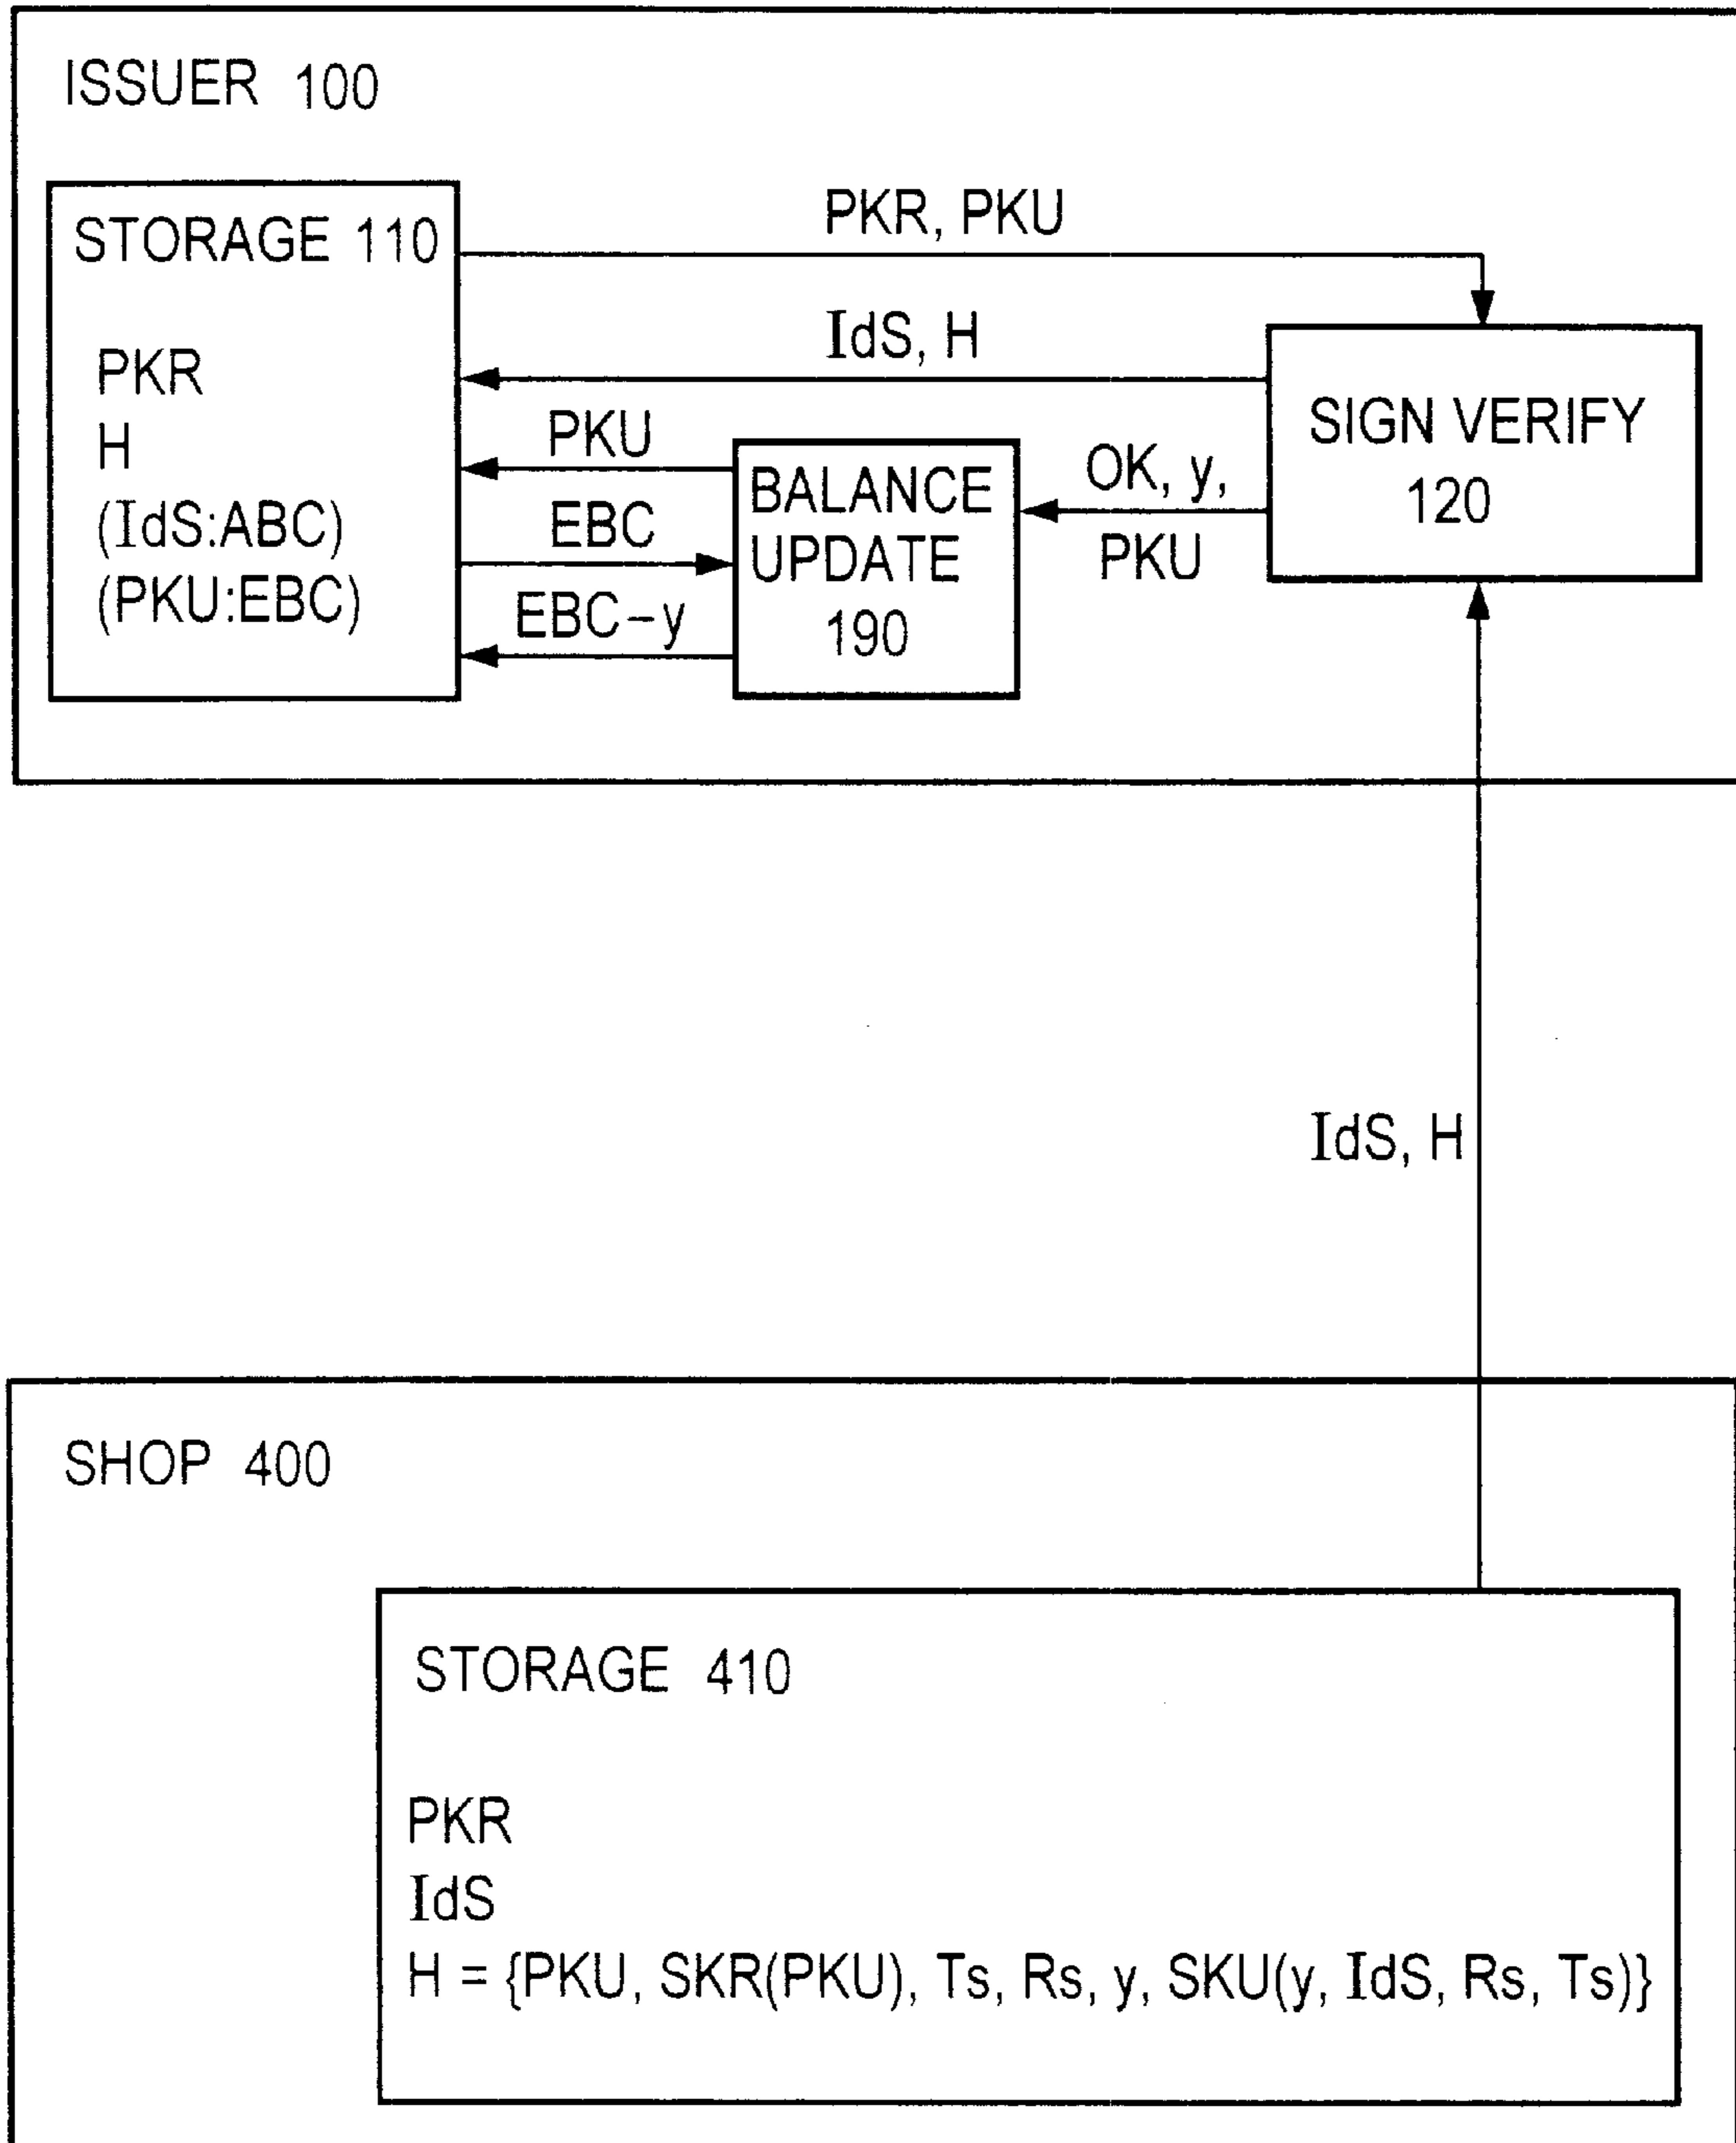 ISSUER 100
STORAGE 110
PKR
H
(IdS:ABC)
(PKU:EBC)
PKR, PKU
IdS, H
PKU
EBC
EBC-y
BALANCE
UPDATE
190
OK, y,
PKU
SIGN VERIFY
120
IdS, H
SHOP 400
STORAGE 410
PKR
IdS
H = {PKU, SKR(PKU), Ts, Rs, y, SKU(y, IdS, Rs, Ts)}